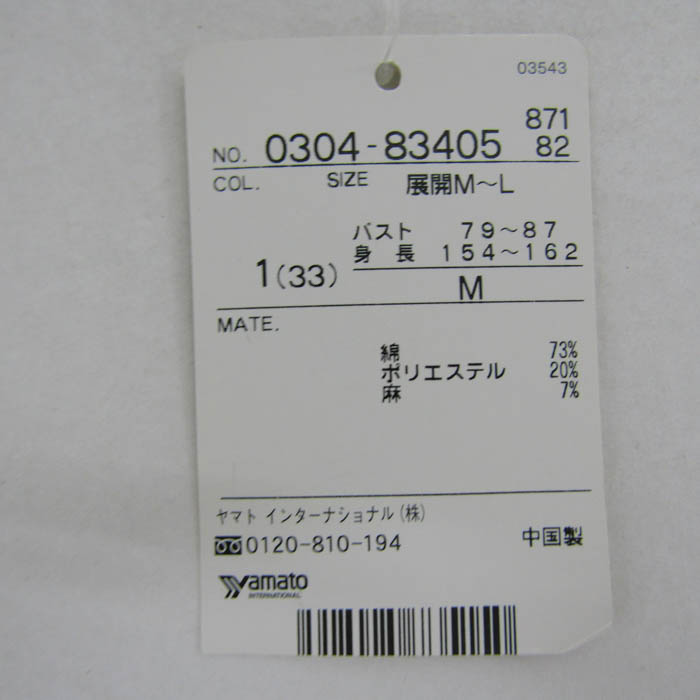 03543
871
NO. 0304-83405 82
COL. SIZE 展開M～L
バスト 79～87
身長 154～162
1(33) M
MATE.
綿 73%
ポリエステル 20%
麻 7%
ヤマト インターナショナル(株)
0120-810-194 中国製
Yamato
INTERNATIONAL